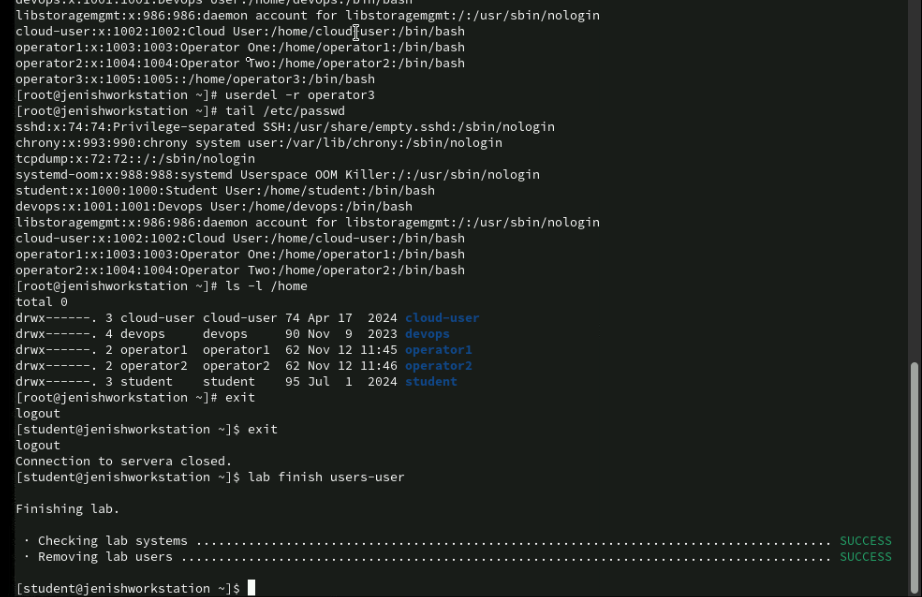 devops:x:1001:1001:Devops User:/home/devops:/bin/bash
libstoragemgmt:x:986:986:daemon account for libstoragemgmt:/:/usr/sbin/nologin
cloud-user:x:1002:1002:Cloud User:/home/cloud-user:/bin/bash
operator1:x:1003:1003:Operator One:/home/operator1:/bin/bash
operator2:x:1004:1004:Operator Two:/home/operator2:/bin/bash
operator3:x:1005:1005::/home/operator3:/bin/bash
[root@jenishworkstation ~]# userdel -r operator3
[root@jenishworkstation ~]# tail /etc/passwd
sshd:x:74:74:Privilege-separated SSH:/usr/share/empty.sshd:/sbin/nologin
chrony:x:993:990:chrony system user:/var/lib/chrony:/sbin/nologin
tcpdump:x:72:72::/:/sbin/nologin
systemd-oom:x:988:988:systemd Userspace OOM Killer:/:/usr/sbin/nologin
student:x:1000:1000:Student User:/home/student:/bin/bash
devops:x:1001:1001:Devops User:/home/devops:/bin/bash
libstoragemgmt:x:986:986:daemon account for libstoragemgmt:/:/usr/sbin/nologin
cloud-user:x:1002:1002:Cloud User:/home/cloud-user:/bin/bash
operator1:x:1003:1003:Operator One:/home/operator1:/bin/bash
operator2:x:1004:1004:Operator Two:/home/operator2:/bin/bash
[root@jenishworkstation ~]# ls -l /home
total 0
drwx------. 3 cloud-user cloud-user 74 Apr 17  2024 cloud-user
drwx------. 4 devops     devops     90 Nov  9  2023 devops
drwx------. 2 operator1  operator1  62 Nov 12 11:45 operator1
drwx------. 2 operator2  operator2  62 Nov 12 11:46 operator2
drwx------. 3 student    student    95 Jul  1  2024 student
[root@jenishworkstation ~]# exit
logout
[student@jenishworkstation ~]$ exit
logout
Connection to servera closed.
[student@jenishworkstation ~]$ lab finish users-user
Finishing lab.
· Checking lab systems ................................................................................. SUCCESS
· Removing lab users ................................................................................... SUCCESS
[student@jenishworkstation ~]$